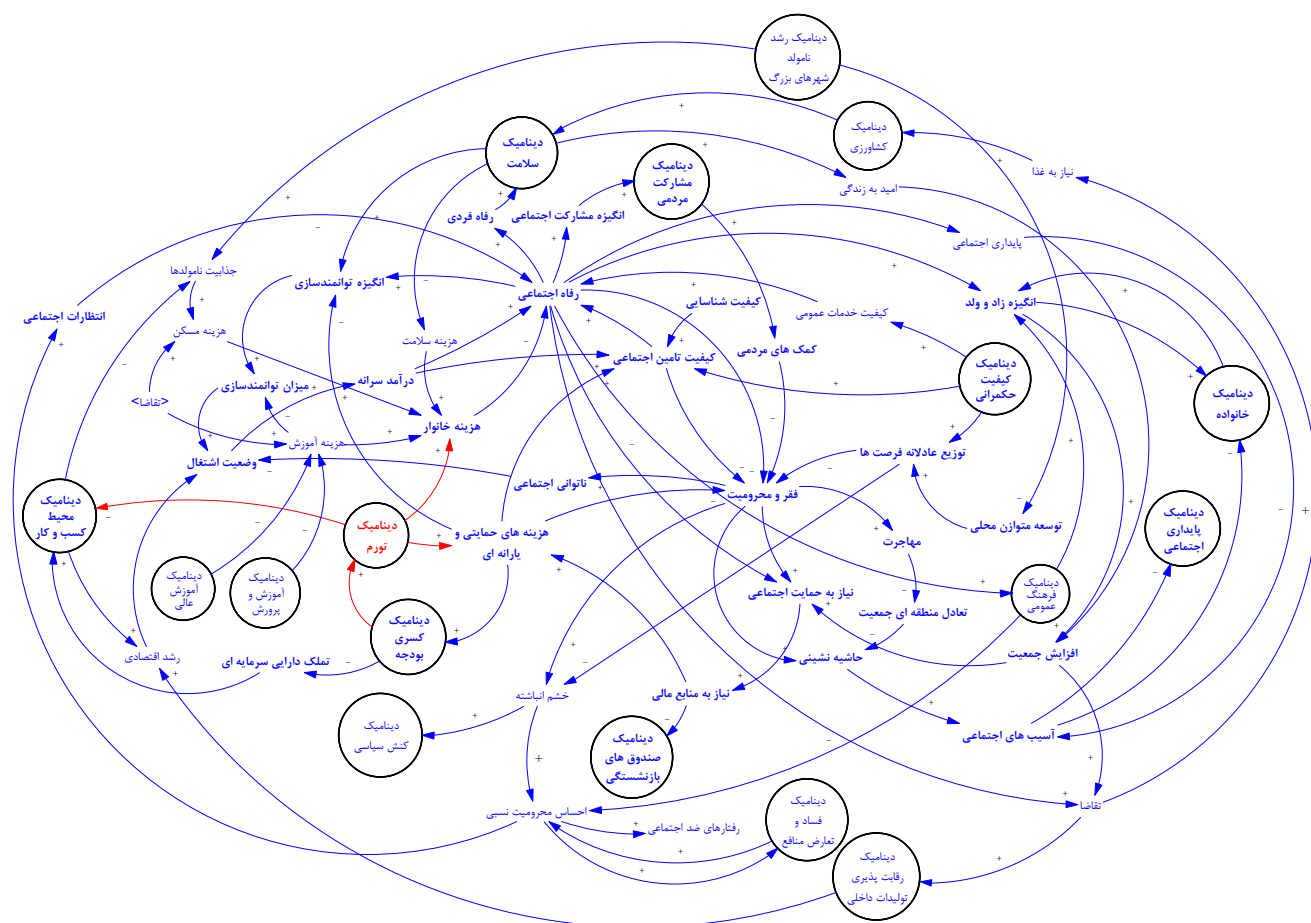 دینامیک رشد
نامولد
شهرهای بزرگ
دینامیک
کشاورزی
دینامیک
سلامت
دینامیک
مشارکت
مردمی
نیاز به غذا
امید به زندگی
انگیزه مشارکت اجتماعی
رفاه فردی
پایداری اجتماعی
جذابیت نامولدها
انگیزه توانمندسازی
رفاه اجتماعی
انگیزه زاد و ولد
کیفیت شناسایی
کیفیت خدمات عمومی
انتظارات اجتماعی
هزینه مسکن
هزینه سلامت
کمک های مردمی
کیفیت تامین اجتماعی
دینامیک
کیفیت
حکمرانی
میزان توانمندسازی
درآمد سرانه
<تقاضا>
دینامیک
خانواده
هزینه خانوار
هزینه آموزش
وضعیت اشتغال
توزیع عادلانه فرصت ها
ناتوانی اجتماعی
فقر و محرومیت
دینامیک
محیط
کسب و کار
دینامیک
تورم
هزینه های حمایتی و
یارانه ای
مهاجرت
توسعه متوازن محلی
دینامیک
پایداری
اجتماعی
دینامیک
آموزش
عالی
دینامیک
آموزش و
پرورش
نیاز به حمایت اجتماعی
تعادل منطقه ای جمعیت
دینامیک
فرهنگ
عمومی
دینامیک
کسری
بودجه
رشد اقتصادی
تملک دارایی سرمایه ای
حاشیه نشینی
افزایش جمعیت
خشم انباشته
نیاز به منابع مالی
دینامیک
کنش سیاسی
دینامیک
صندوق های
بازنشستگی
آسیب های اجتماعی
احساس محرومیت نسبی
رفتارهای ضد اجتماعی
دینامیک
فساد و
تعارض منافع
تقاضا
دینامیک
رقابت پذیری
تولیدات داخلی